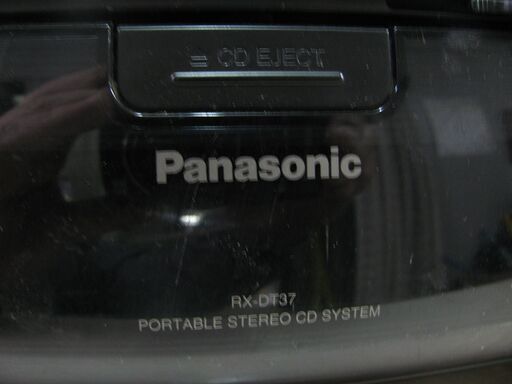 CD EJECT
Panasonic
RX-DT37
PORTABLE STEREO CD SYSTEM